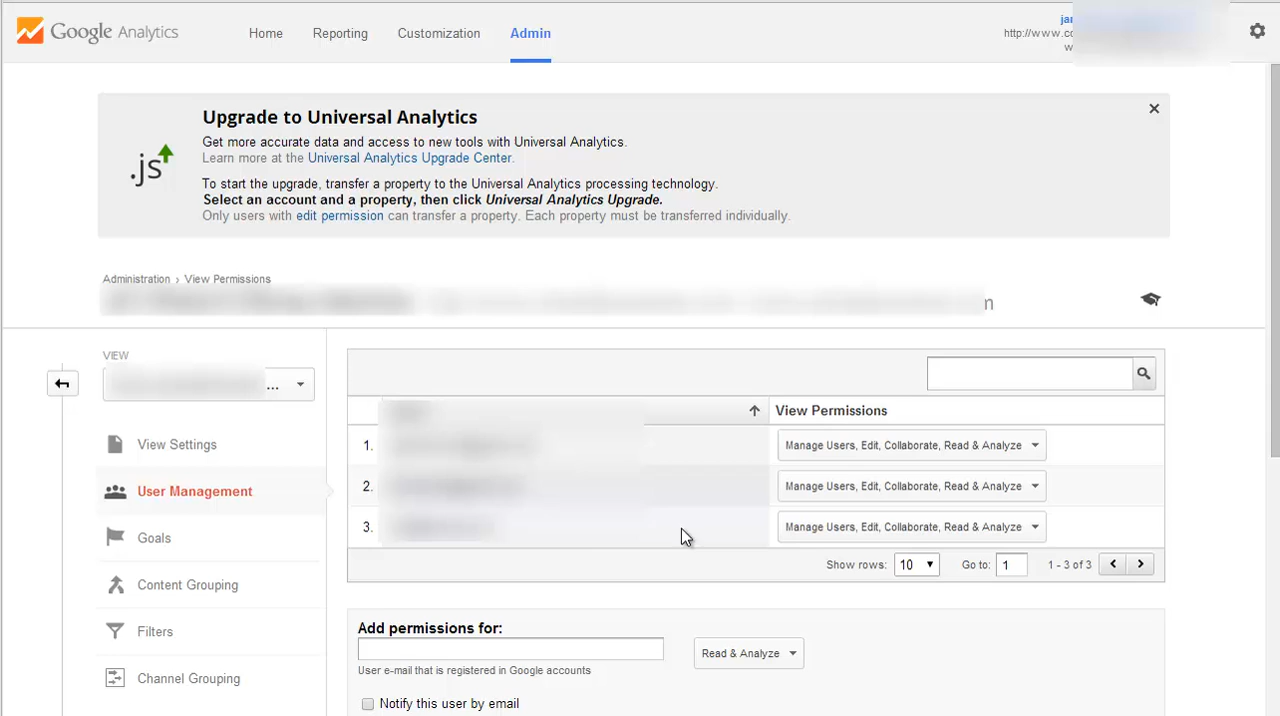 Google Analytics
Home
Reporting
Customization
Admin
jar
http://www.cc
w
Upgrade to Universal Analytics
Get more accurate data and access to new tools with Universal Analytics.
Learn more at the Universal Analytics Upgrade Center.
.js
To start the upgrade, transfer a property to the Universal Analytics processing technology.
Select an account and a property, then click Universal Analytics Upgrade.
Only users with edit permission can transfer a property. Each property must be transferred individually.
Administration › View Permissions
n
VIEW
...
View Settings
User Management
Goals
Content Grouping
Filters
Channel Grouping
View Permissions
1. Manage Users, Edit, Collaborate, Read & Analyze
2. Manage Users, Edit, Collaborate, Read & Analyze
3. Manage Users, Edit, Collaborate, Read & Analyze
Show rows: 10 Go to: 1 1 - 3 of 3
Add permissions for:
Read & Analyze
User e-mail that is registered in Google accounts
Notify this user by email